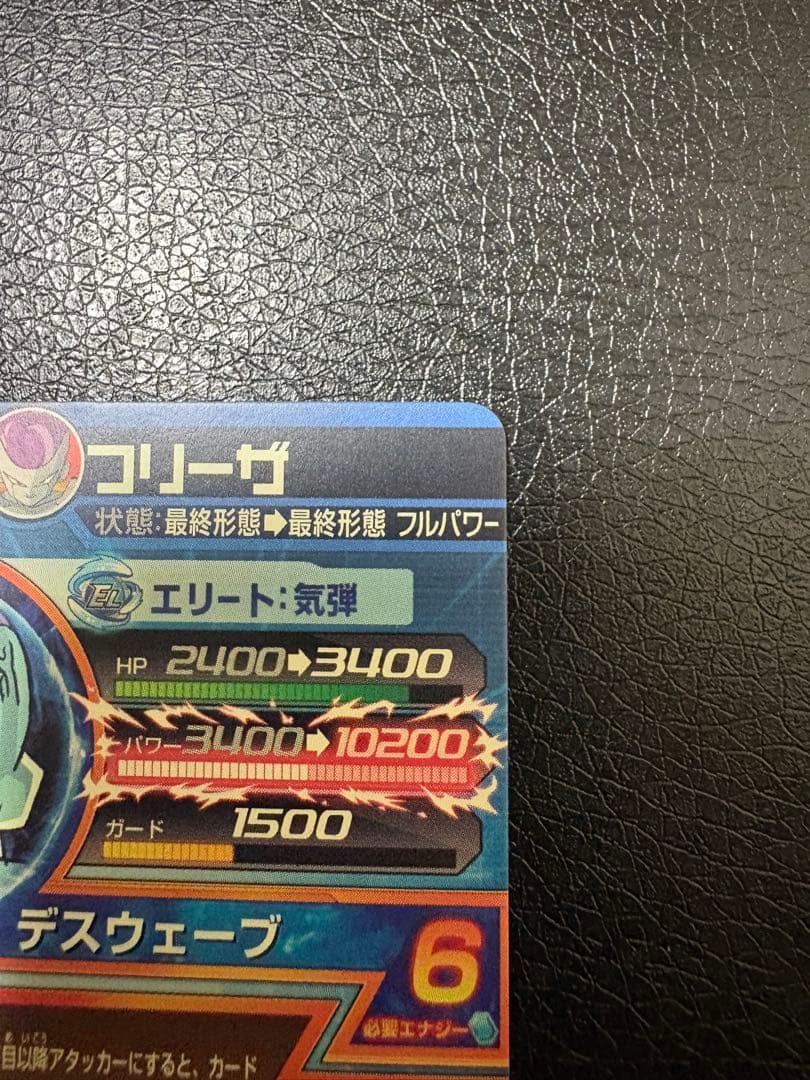 フリーザ
状態:最終形態➡最終形態 フルパワー
EL エリート:気弾
HP 2400➡3400
パワー 3400➡10200
ガード 1500
デスウェーブ
6
必要エナジー
目以降アタッカーにすると、カード